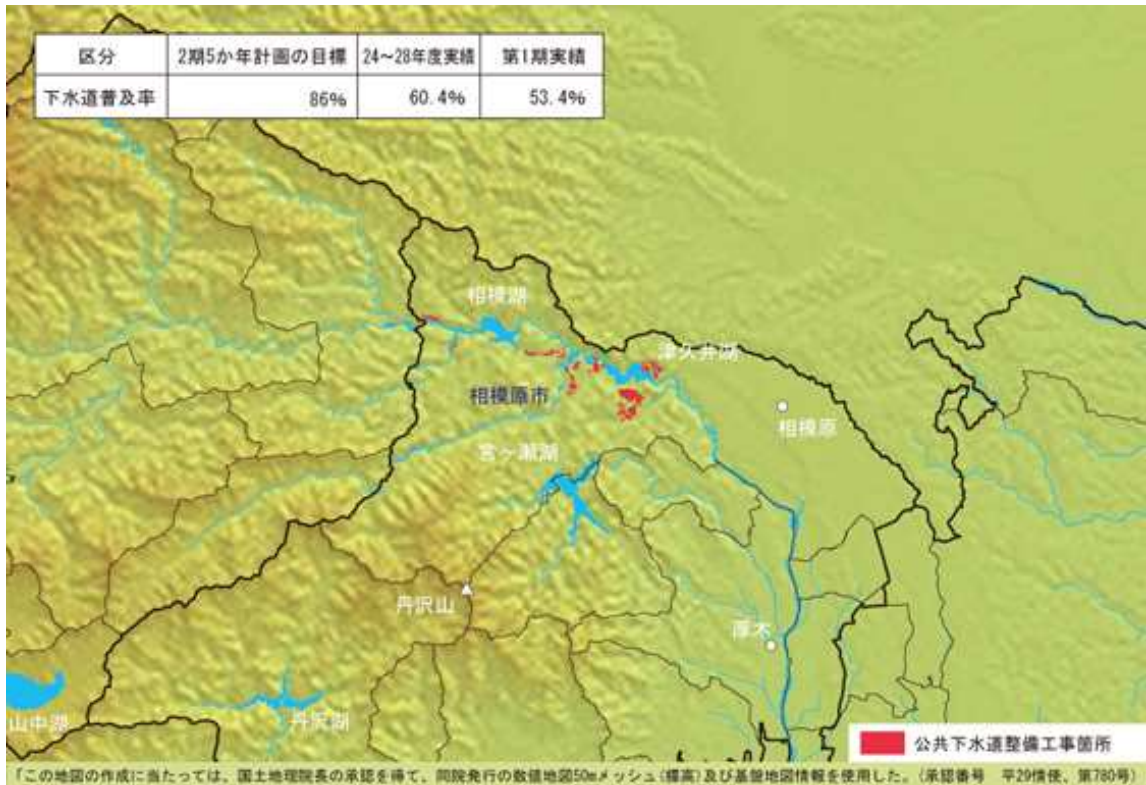 区分 2期5か年計画の目標 24～28年度実績 第1期実績
下水道普及率 86% 60.4% 53.4%
相模湖
津久井湖
相模原市
相模原
宮ヶ瀬湖
丹沢山
厚木
山中湖
丹沢湖
公共下水道整備工事箇所
「この地図の作成に当たっては、国土地理院長の承認を得て、同院発行の数値地図50mメッシュ(標高)及び基盤地図情報を使用した。(承認番号 平29情使、第780号)